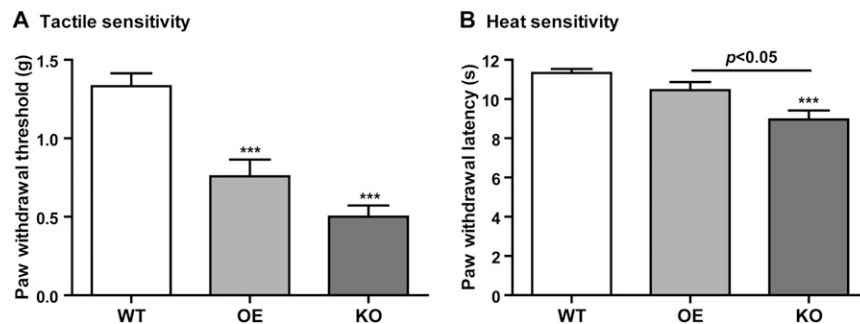 A Tactile sensitivity
Paw withdrawal threshold (g)
1.5
1.0
0.5
0.0
***
***
WT OE KO
B Heat sensitivity
Paw withdrawal latency (s)
12
10
8
6
4
2
0
p<0.05
***
WT OE KO